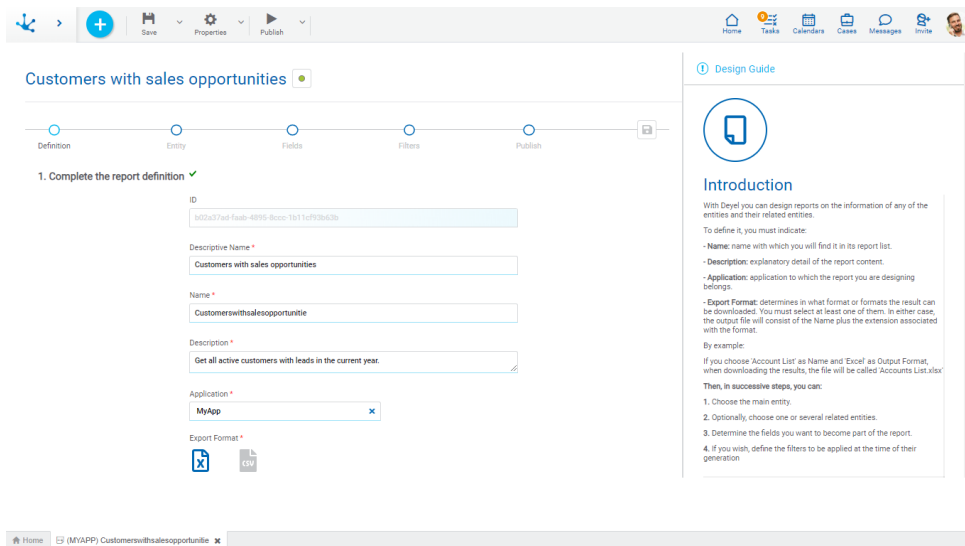 Save
Properties
Publish
Home
Tasks
Calendars
Cases
Messages
Invite
Customers with sales opportunities
Definition
Entity
Fields
Filters
Publish
1. Complete the report definition
ID
b02a37ad-faab-4895-8ccc-1b11cf93b63b
Descriptive Name *
Customers with sales opportunities
Name *
Customerswithsalesopportunitie
Description *
Get all active customers with leads in the current year.
Application *
MyApp
Export Format *
X
CSV
Design Guide
Introduction
With Deyel you can design reports on the information of any of the
entities and their related entities.
To define it, you must indicate:
- Name: name with which you will find it in its report list.
- Description: explanatory detail of the report content.
- Application: application to which the report you are designing
belongs.
- Export Format: determines in what format or formats the result can
be downloaded. You must select at least one of them. In either case,
the output file will consist of the Name plus the extension associated
with the format.
By example:
If you choose 'Account List' as Name and 'Excel' as Output Format,
when downloading the results, the file will be called 'Accounts List.xlsx'
Then, in successive steps, you can:
1. Choose the main entity.
2. Optionally, choose one or several related entities.
3. Determine the fields you want to become part of the report.
4. If you wish, define the filters to be applied at the time of their
generation
Home
(MYAPP) Customerswithsalesopportunitie